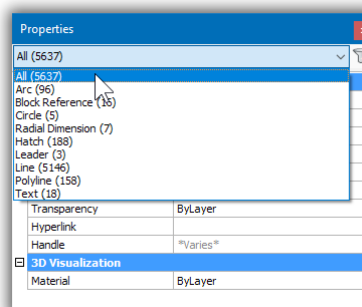 Properties
All (5637)
All (5637)
Arc (96)
Block Reference (16)
Circle (5)
Radial Dimension (7)
Hatch (188)
Leader (3)
Line (5146)
Polyline (158)
Text (18)
Transparency ByLayer
Hyperlink
Handle *Varies*
3D Visualization
Material ByLayer